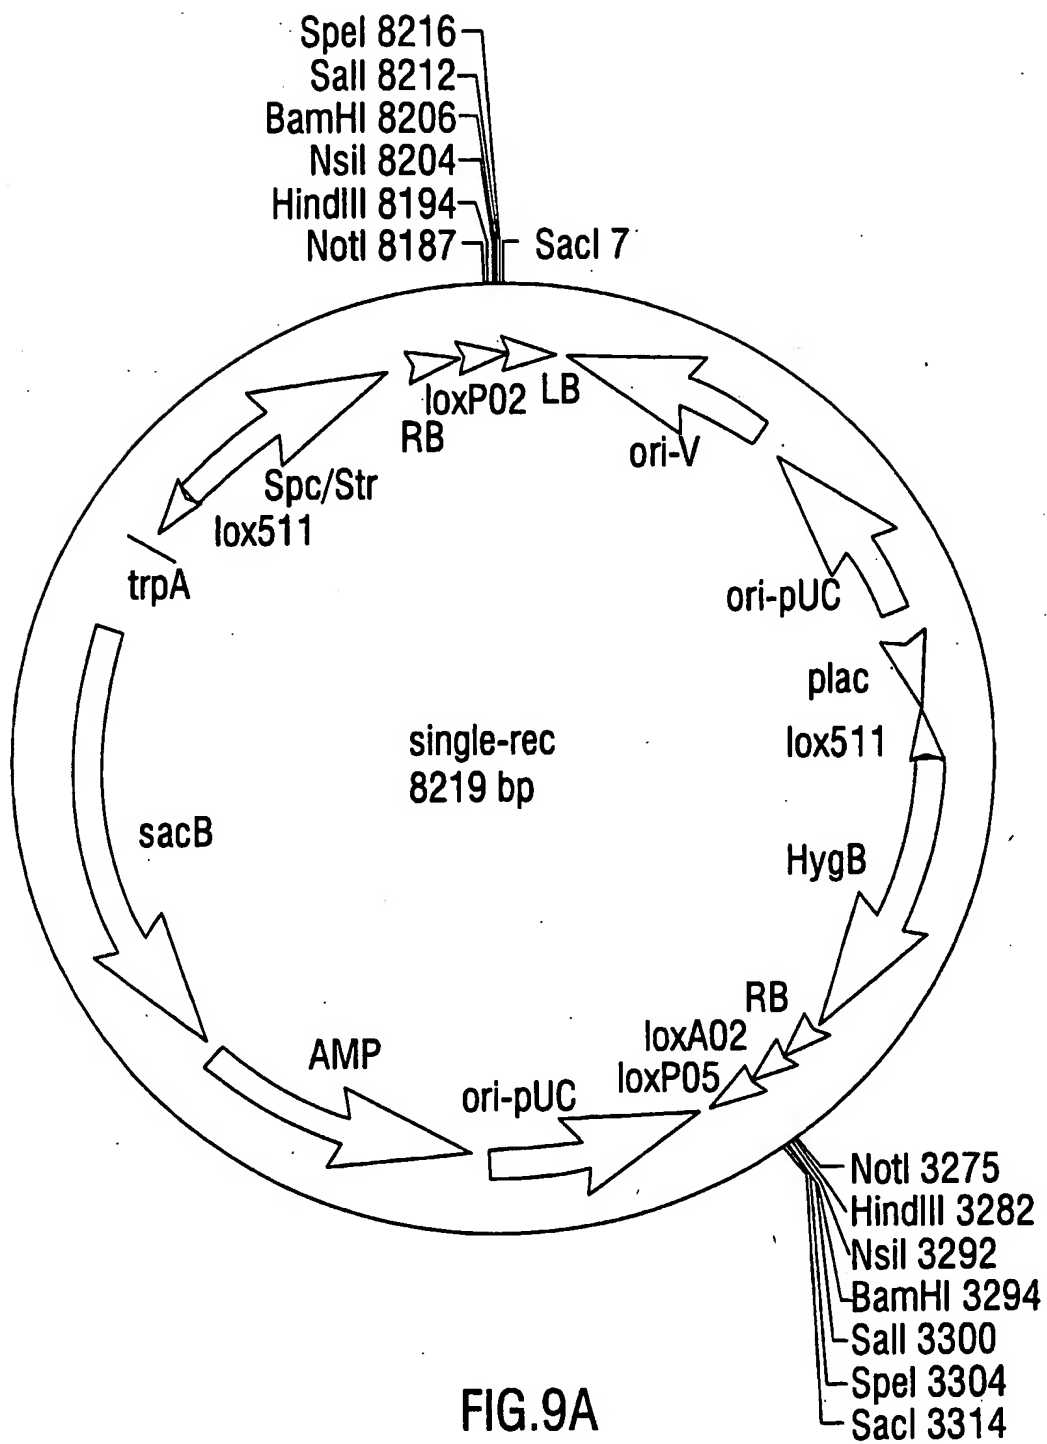 SpeI 8216
SalI 8212
BamHI 8206
NsiI 8204
HindIII 8194
NotI 8187
SacI 7
loxP02
LB
RB
ori-V
Spc/Str
lox511
trpA
ori-pUC
plac
lox511
single-rec
8219 bp
sacB
HygB
RB
loxA02
loxP05
AMP
ori-pUC
NotI 3275
HindIII 3282
NsiI 3292
BamHI 3294
SalI 3300
SpeI 3304
SacI 3314
FIG.9A